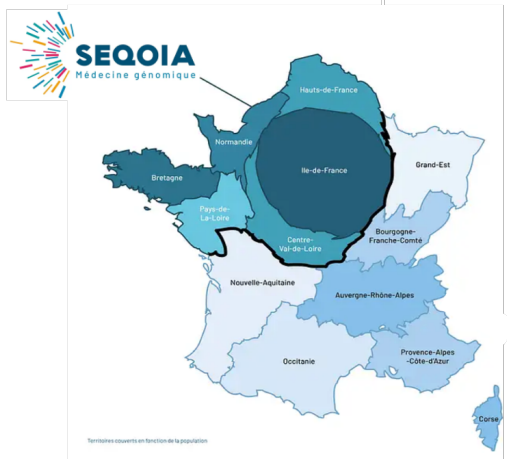 SEQOIA
Médecine génomique
Hauts-de-France
Normandie
Ile-de-France
Grand-Est
Bretagne
Pays-de-
La-Loire
Centre-
Val-de-Loire
Bourgogne-
Franche-Comté
Nouvelle-Aquitaine
Auvergne-Rhône-Alpes
Occitanie
Provence-Alpes
-Côte-d'Azur
Corse
Territoires couverts en fonction de la population